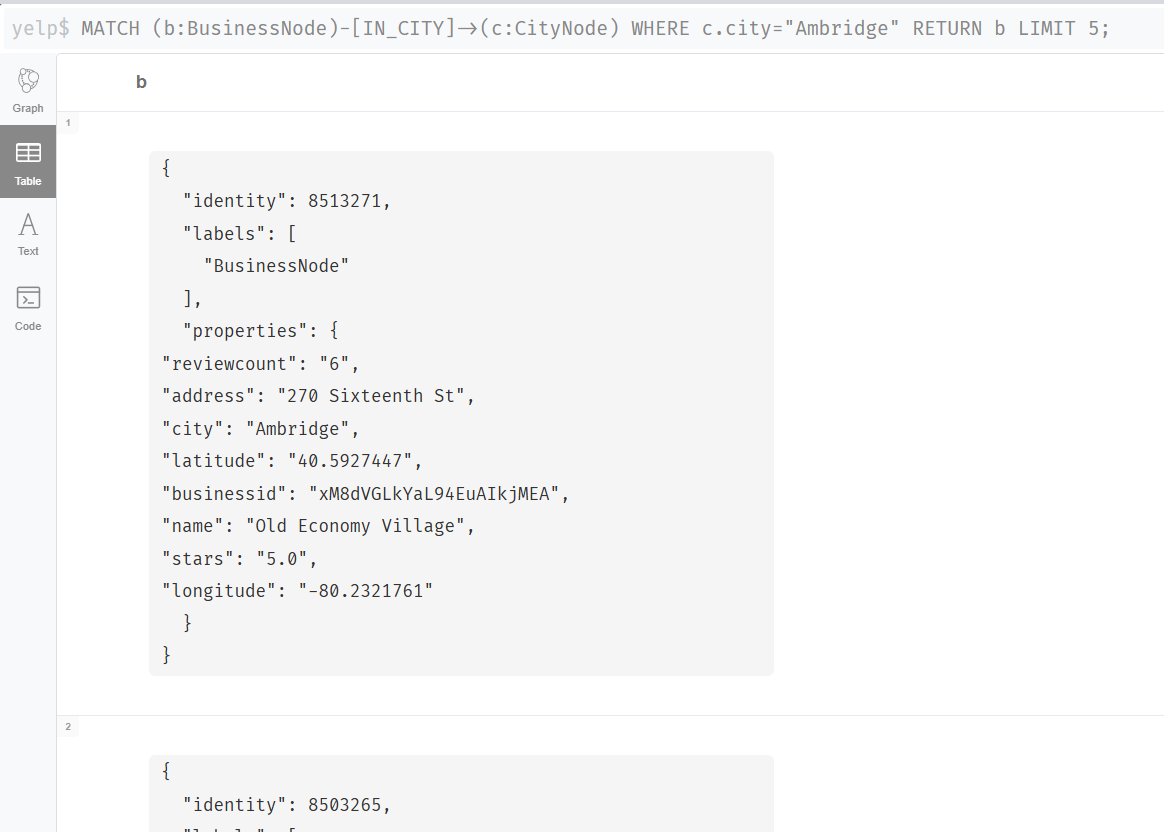 yelp$ MATCH (b:BusinessNode)-[IN_CITY]->(c:CityNode) WHERE c.city="Ambridge" RETURN b LIMIT 5;
b
Graph
Table
Text
Code
1
{
  "identity": 8513271,
  "labels": [
    "BusinessNode"
  ],
  "properties": {
"reviewcount": "6",
"address": "270 Sixteenth St",
"city": "Ambridge",
"latitude": "40.5927447",
"businessid": "xM8dVGLkYaL94EuAIkjMEA",
"name": "Old Economy Village",
"stars": "5.0",
"longitude": "-80.2321761"
  }
}
2
{
  "identity": 8503265,